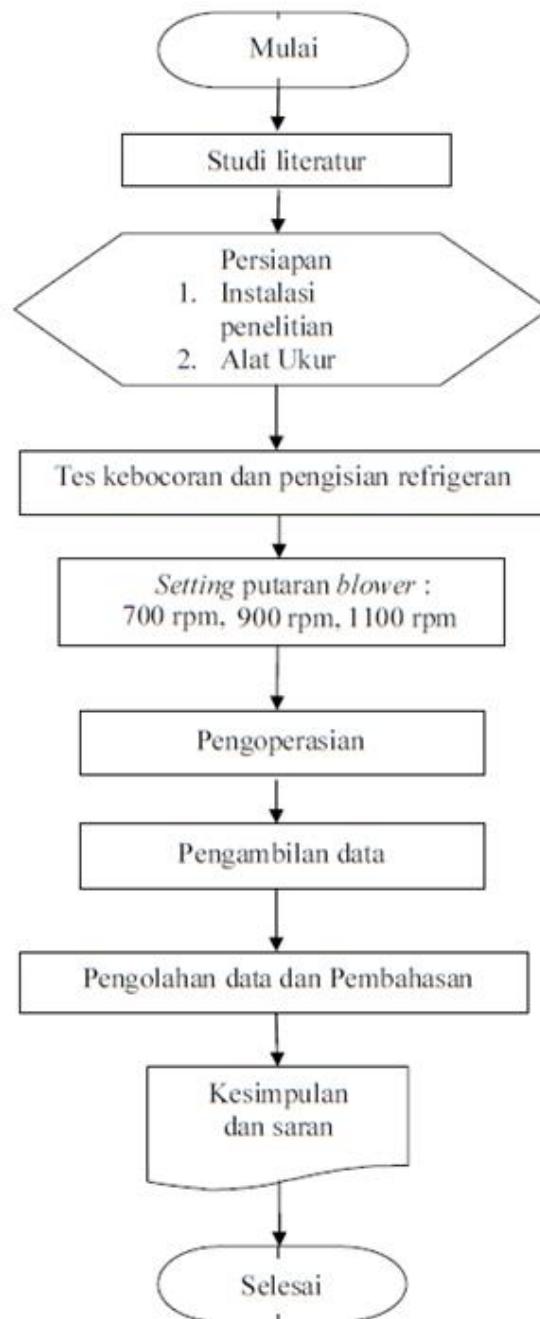 Mulai
Studi literatur
Persiapan
1. Instalasi
penelitian
2. Alat Ukur
Tes kebocoran dan pengisian refrigeran
Setting putaran blower :
700 rpm, 900 rpm, 1100 rpm
Pengoperasian
Pengambilan data
Pengolahan data dan Pembahasan
Kesimpulan
dan saran
Selesai